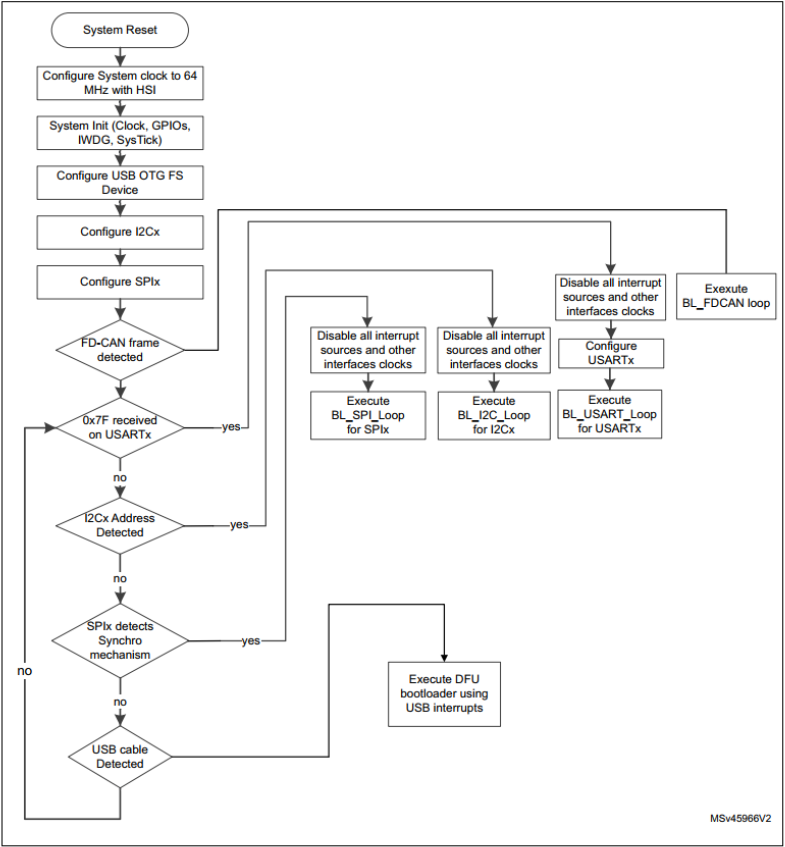 System Reset
Configure System clock to 64
MHz with HSI
System Init (Clock, GPIOs,
IWDG, SysTick)
Configure USB OTG FS
Device
Configure I2Cx
Configure SPIx
FD-CAN frame
detected
0x7F received
on USARTx
yes
no
I2Cx Address
Detected
yes
no
SPIx detects
Synchro
mechanism
yes
no
USB cable
Detected
no
Disable all interrupt
sources and other
interfaces clocks
Execute
BL_SPI_Loop
for SPIx
Disable all interrupt
sources and other
interfaces clocks
Execute
BL_I2C_Loop
for I2Cx
Disable all interrupt
sources and other
interfaces clocks
Configure
USARTx
Execute
BL_USART_Loop
for USARTx
Exexute
BL_FDCAN loop
Execute DFU
bootloader using
USB interrupts
MSv45966V2